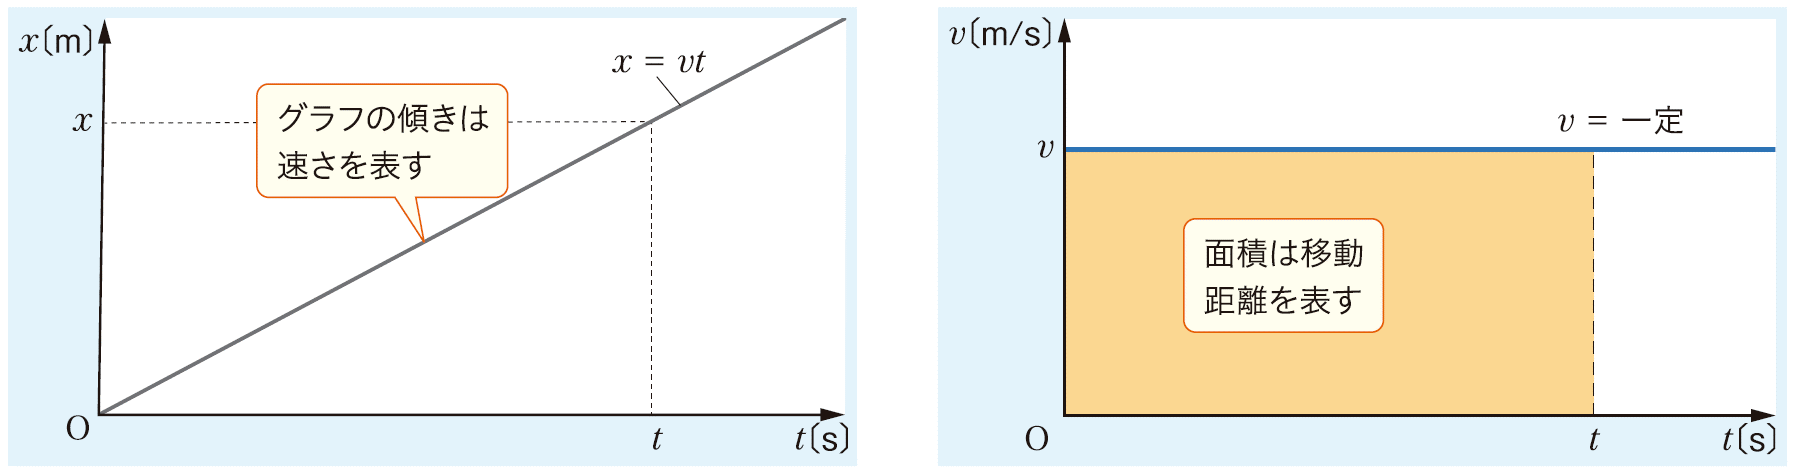 x〔m〕
x = vt
グラフの傾きは
速さを表す
x
O
t
t〔s〕
v〔m/s〕
v = 一定
v
面積は移動
距離を表す
O
t
t〔s〕